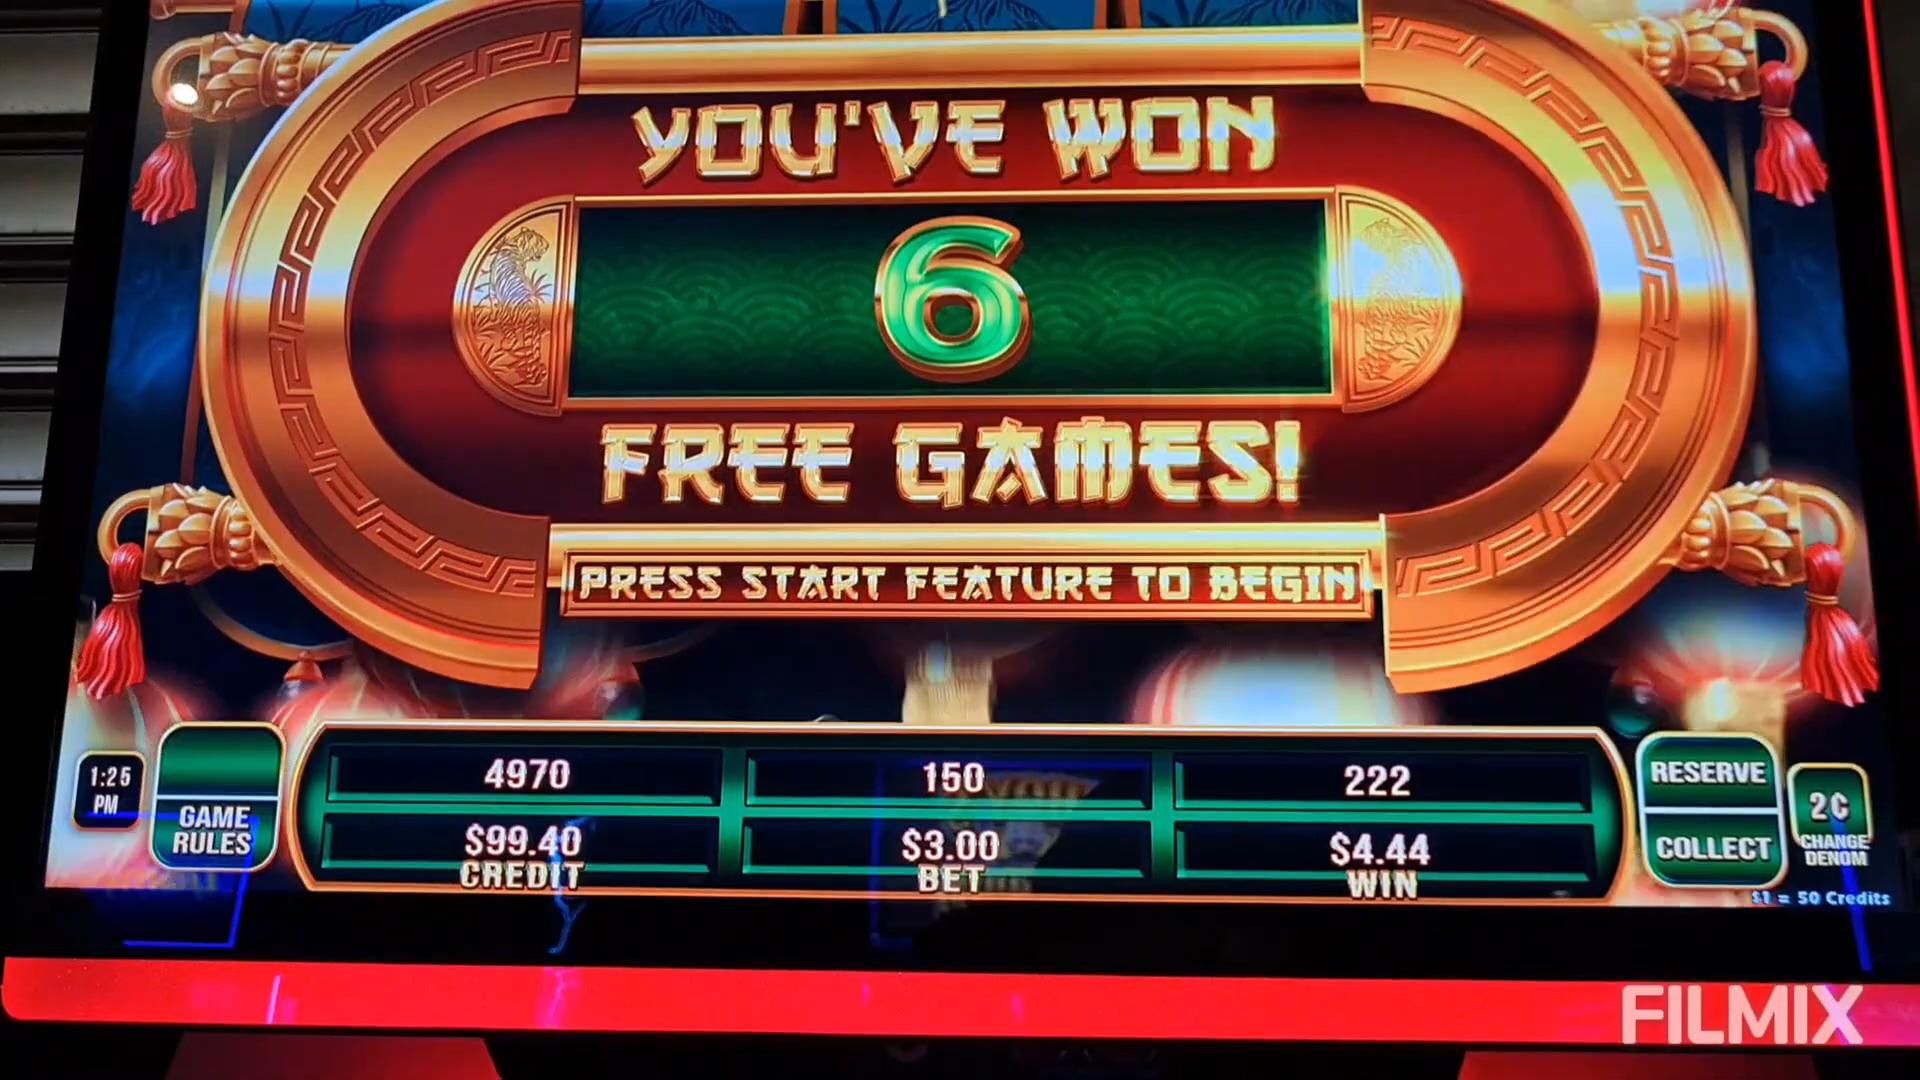 YOU'VE WON
6
FREE GAMES!
PRESS START FEATURE TO BEGIN
1:25
PM
GAME
RULES
4970
$99.40
CREDIT
150
$3.00
BET
222
$4.44
WIN
RESERVE
COLLECT
2¢
CHANGE
DENOM
$1 = 50 Credits
FILMIX